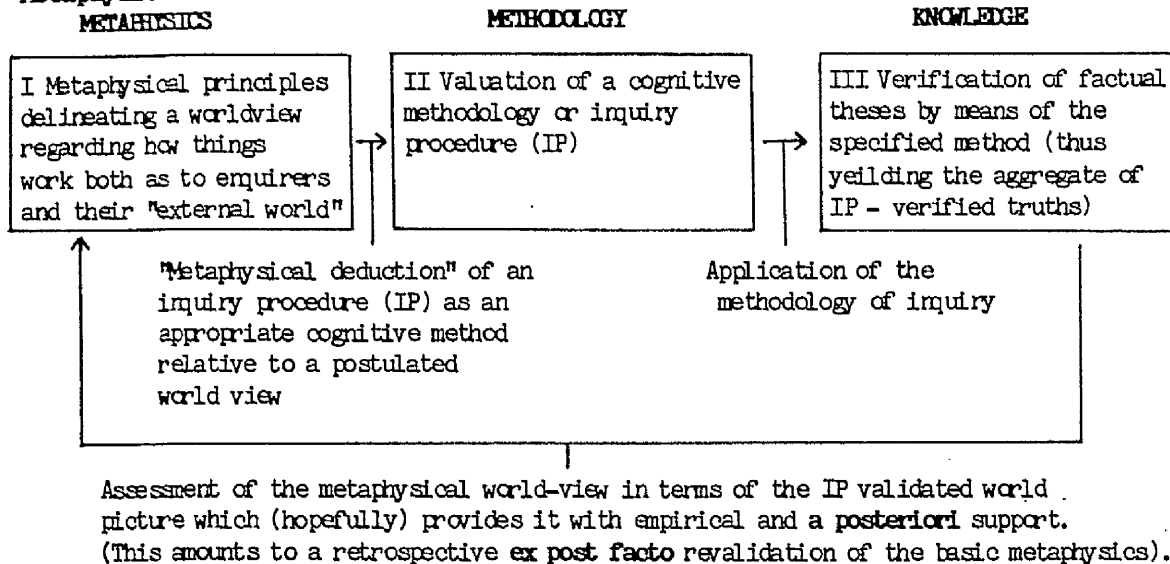 METAPHYSICS
METHODOLOGY
KNOWLEDGE
I Metaphysical principles
delineating a worldview
regarding how things
work both as to enquirers
and their "external world"
II Valuation of a cognitive
methodology or inquiry
procedure (IP)
III Verification of factual
theses by means of the
specified method (thus
yeilding the aggregate of
IP - verified truths)
"Metaphysical deduction" of an
inquiry procedure (IP) as an
appropriate cognitive method
relative to a postulated
world view
Application of the
methodology of inquiry
Assessment of the metaphysical world-view in terms of the IP validated world
picture which (hopefully) provides it with empirical and a posteriori support.
(This amounts to a retrospective ex post facto revalidation of the basic metaphysics).